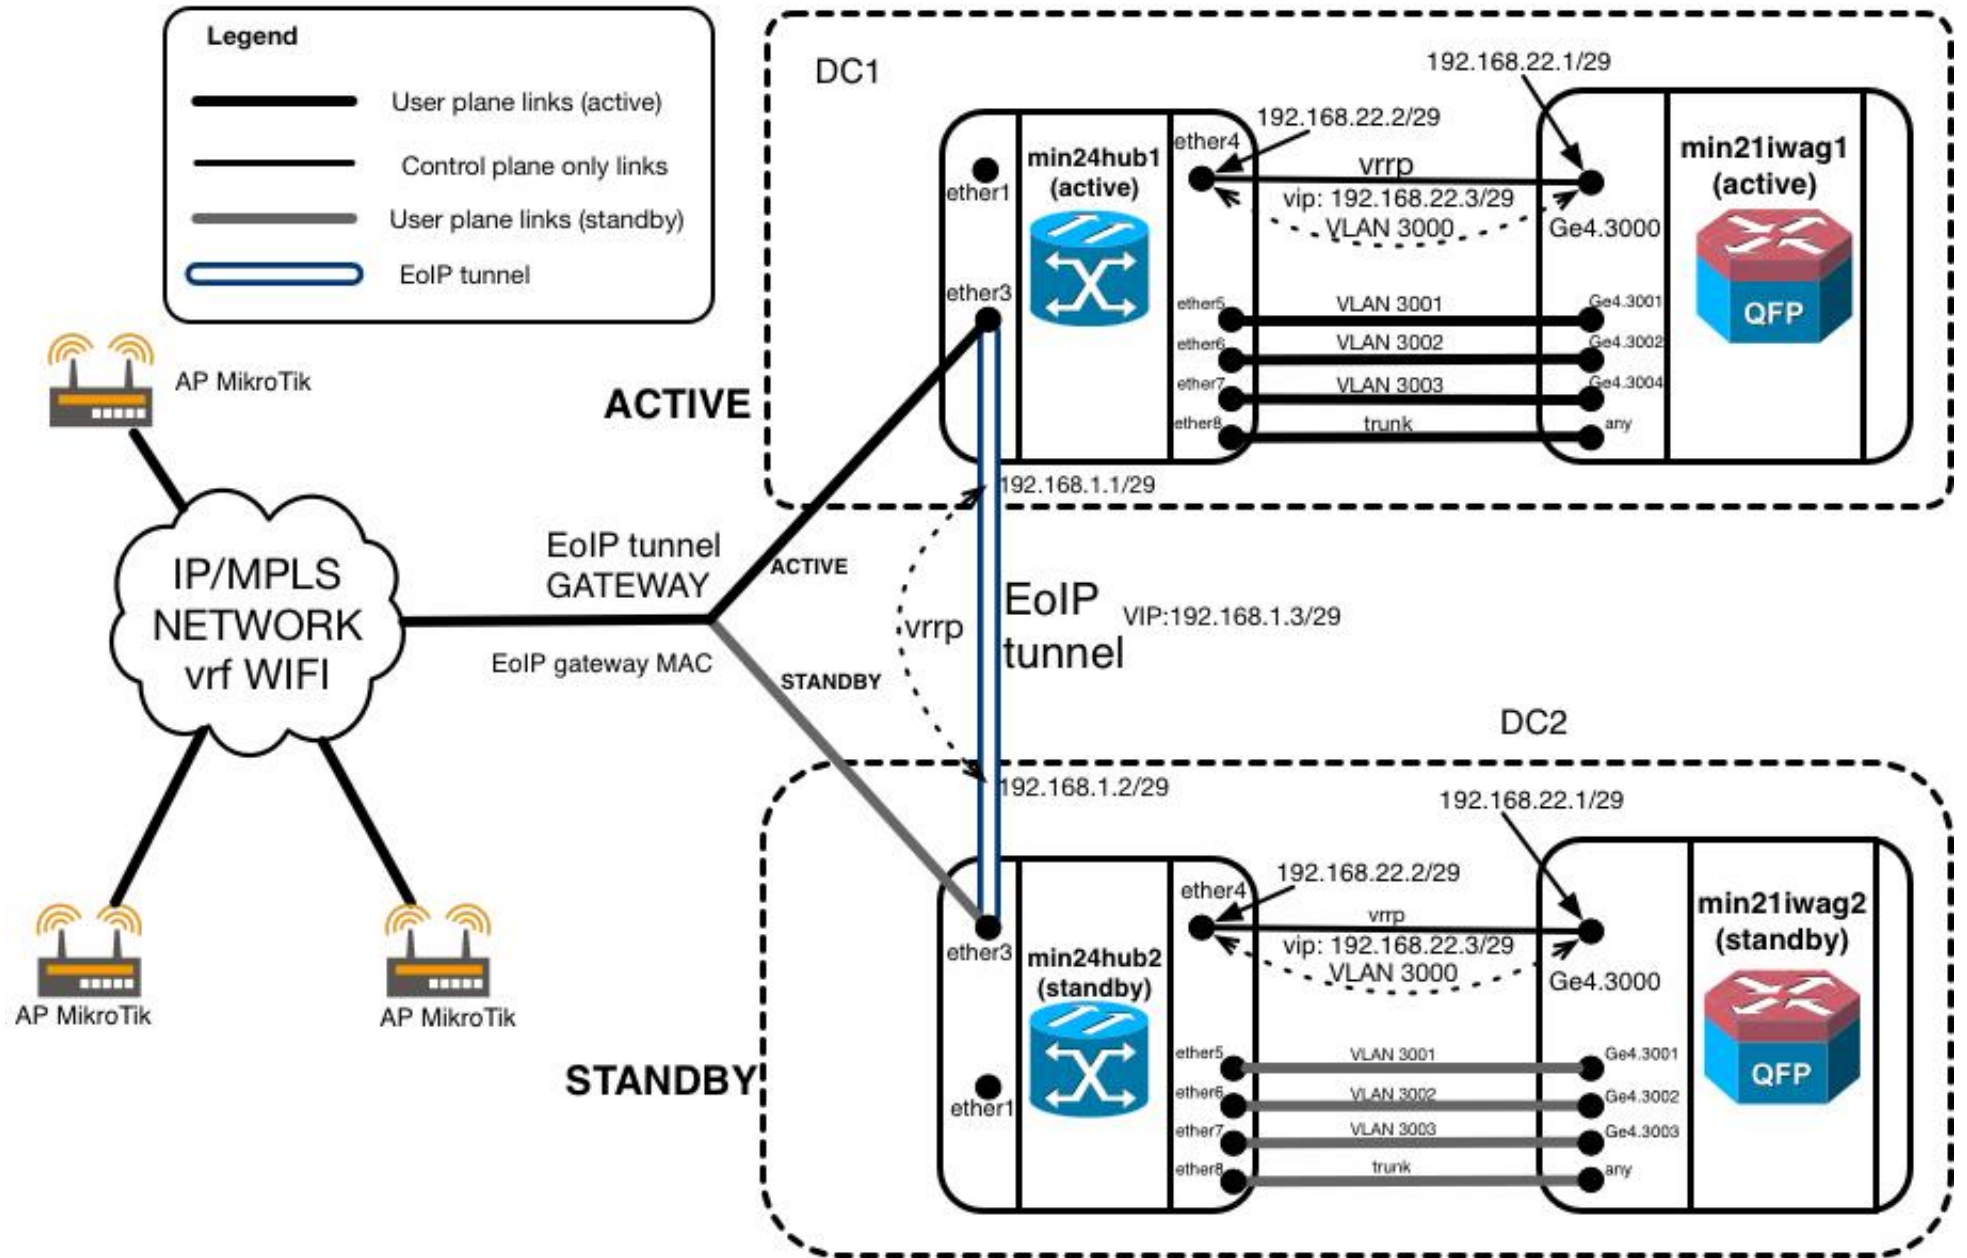 Legend
User plane links (active)
Control plane only links
User plane links (standby)
EoIP tunnel
AP MikroTik
IP/MPLS
NETWORK
vrf WIFI
AP MikroTik
AP MikroTik
EoIP tunnel
GATEWAY
EoIP gateway MAC
ACTIVE
STANDBY
ACTIVE
DC1
192.168.22.1/29
192.168.22.2/29
ether4
ether1
min24hub1
(active)
vrrp
vip: 192.168.22.3/29
VLAN 3000
Ge4.3000
min21iwag1
(active)
QFP
ether3
ether5
VLAN 3001
Ge4.3001
ether6
VLAN 3002
Ge4.3002
ether7
VLAN 3003
Ge4.3004
ether8
trunk
any
192.168.1.1/29
vrrp
EoIP
tunnel
VIP:192.168.1.3/29
192.168.1.2/29
STANDBY
DC2
192.168.22.1/29
192.168.22.2/29
ether4
ether3
min24hub2
(standby)
vrrp
vip: 192.168.22.3/29
VLAN 3000
Ge4.3000
min21iwag2
(standby)
QFP
ether1
ether5
VLAN 3001
Ge4.3001
ether6
VLAN 3002
Ge4.3002
ether7
VLAN 3003
Ge4.3003
ether8
trunk
any